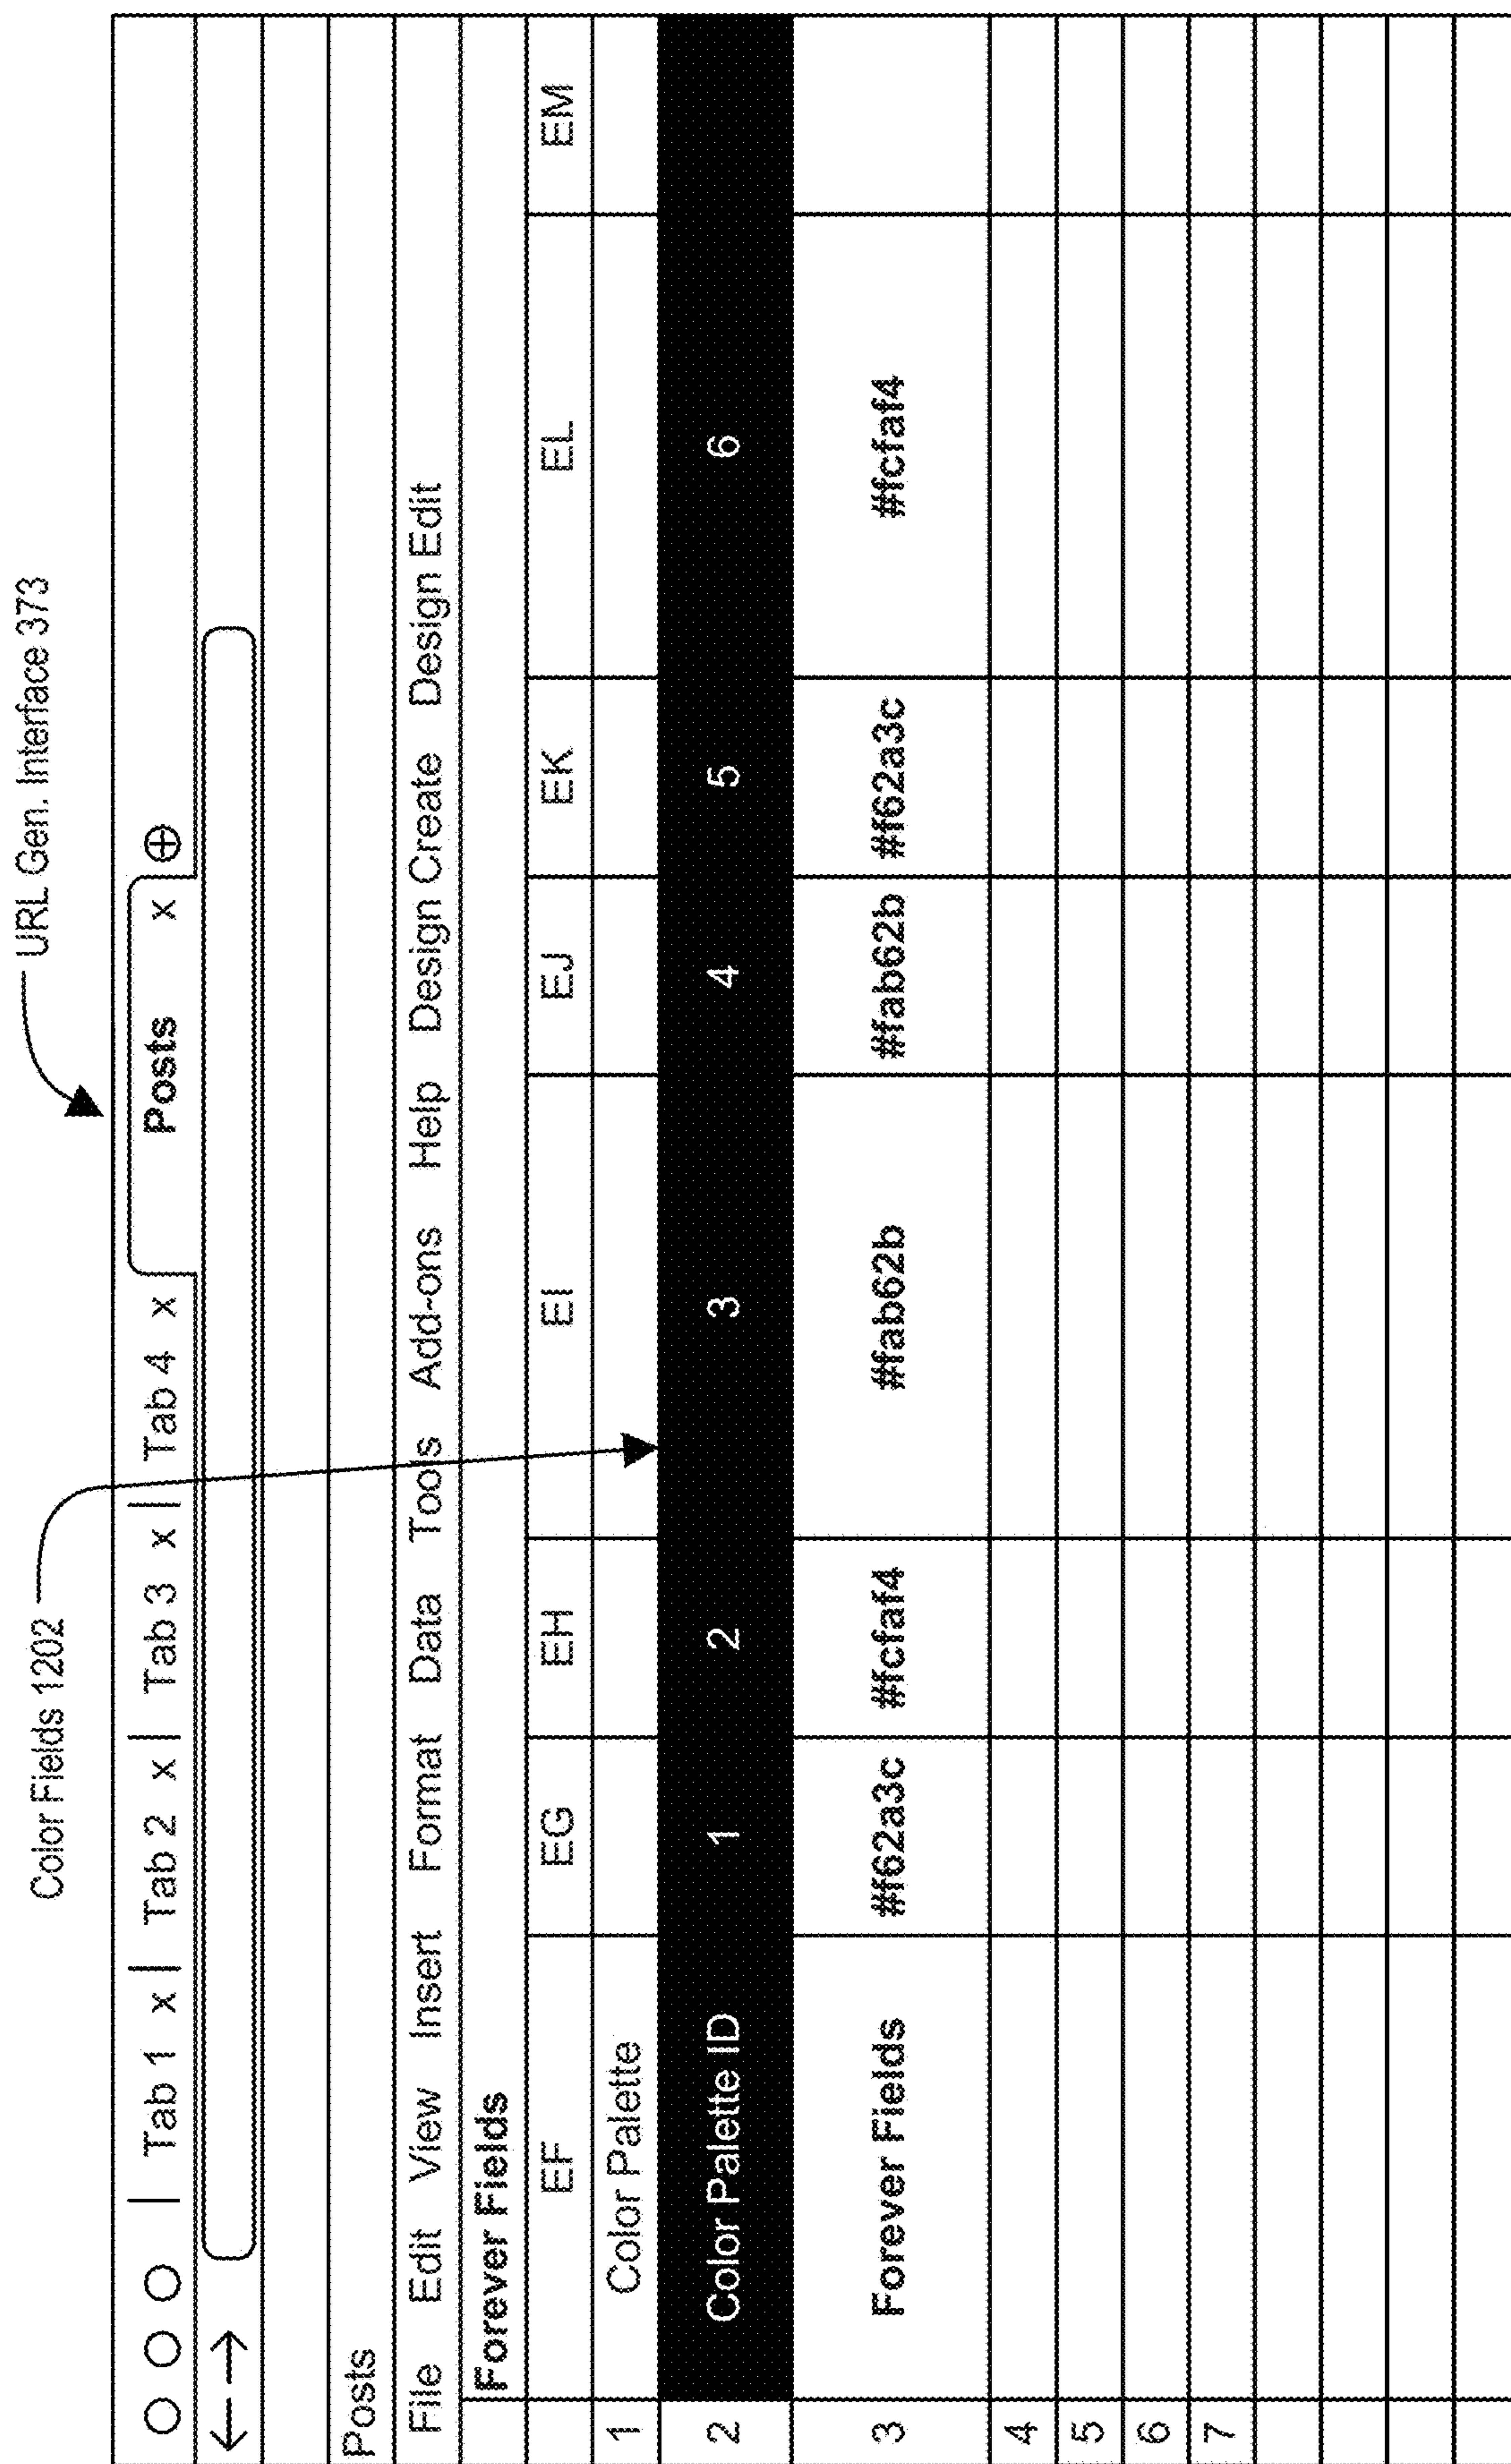 URL Gen. Interface 373
Color Fields 1202
Tab 1 x | Tab 2 x | Tab 3 x | Tab 4 x Posts x ⊕
Posts
File Edit View Insert Format Data Tools Add-ons Help Design Create Design Edit
Forever Fields
EF EG EH EI EJ EK EL EM
1 Color Palette
2 Color Palette ID 1 2 3 4 5 6
3 Forever Fields #f62a3c #fcfaf4 #fab62b #fab62b #f62a3c #fcfaf4
4
5
6
7